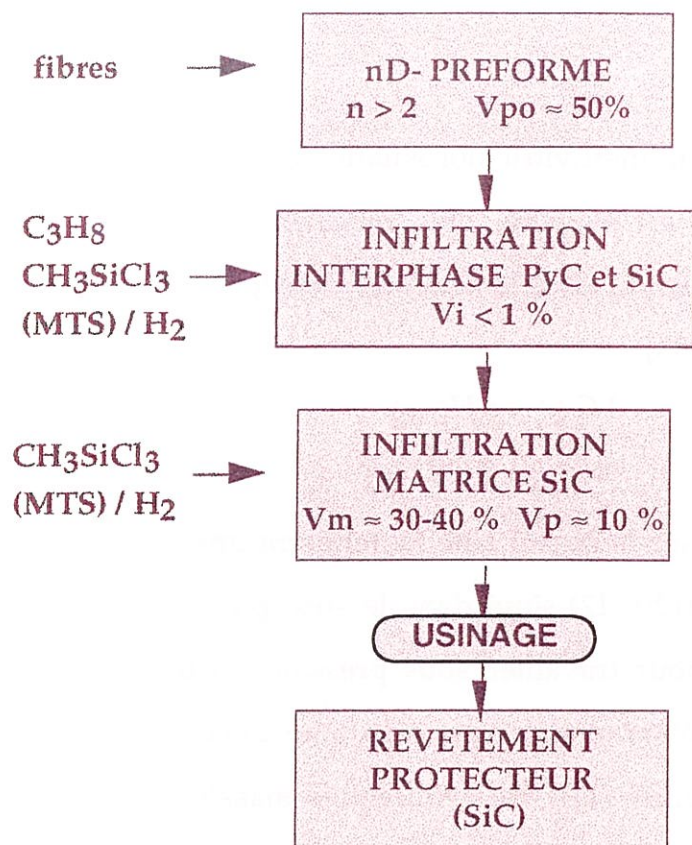 fibres
nD- PREFORME
n > 2 Vpo ≈ 50%
C3H8
CH3SiCl3
(MTS) / H2
INFILTRATION
INTERPHASE PyC et SiC
Vi < 1 %
CH3SiCl3
(MTS) / H2
INFILTRATION
MATRICE SiC
Vm ≈ 30-40 % Vp ≈ 10 %
USINAGE
REVETEMENT
PROTECTEUR
(SiC)